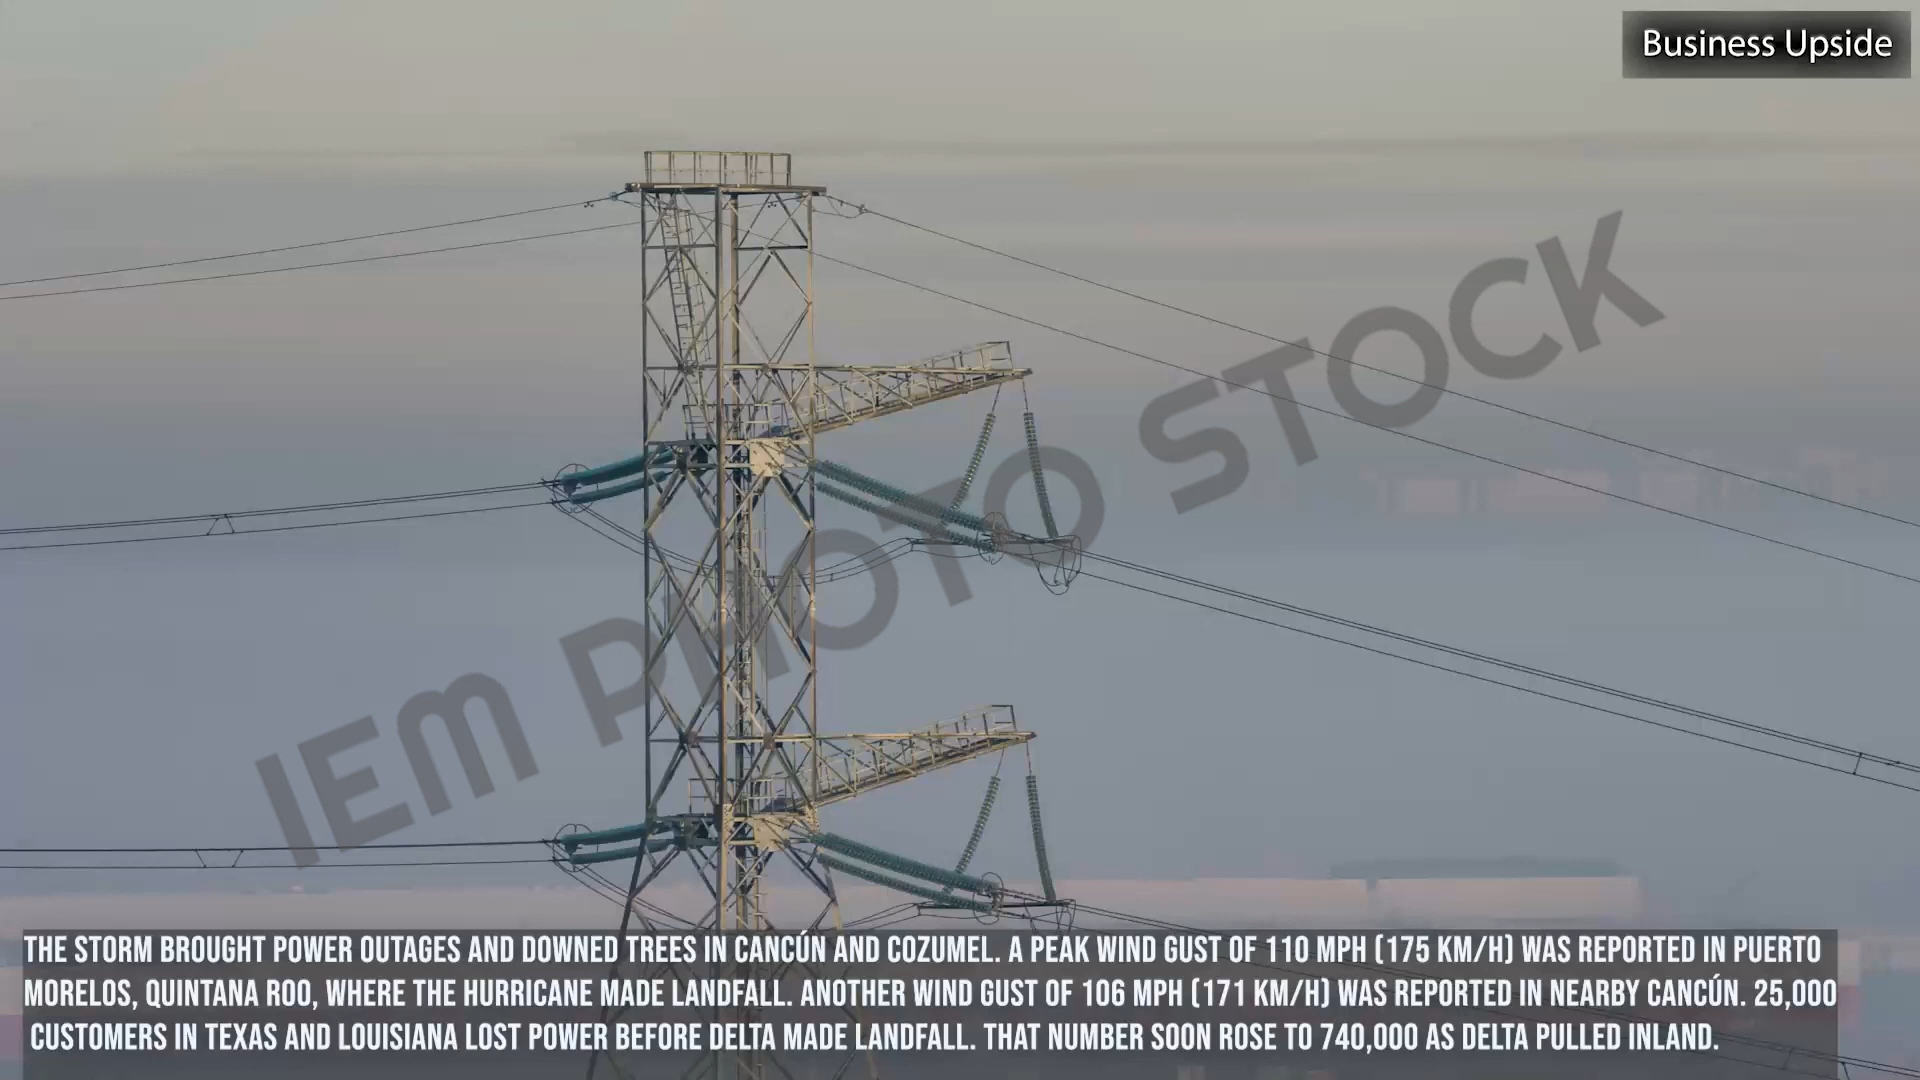 Business Upside
IEM PHOTO STOCK
THE STORM BROUGHT POWER OUTAGES AND DOWNED TREES IN CANCÚN AND COZUMEL. A PEAK WIND GUST OF 110 MPH (175 KM/H) WAS REPORTED IN PUERTO
MORELOS, QUINTANA ROO, WHERE THE HURRICANE MADE LANDFALL. ANOTHER WIND GUST OF 106 MPH (171 KM/H) WAS REPORTED IN NEARBY CANCÚN. 25,000
CUSTOMERS IN TEXAS AND LOUISIANA LOST POWER BEFORE DELTA MADE LANDFALL. THAT NUMBER SOON ROSE TO 740,000 AS DELTA PULLED INLAND.